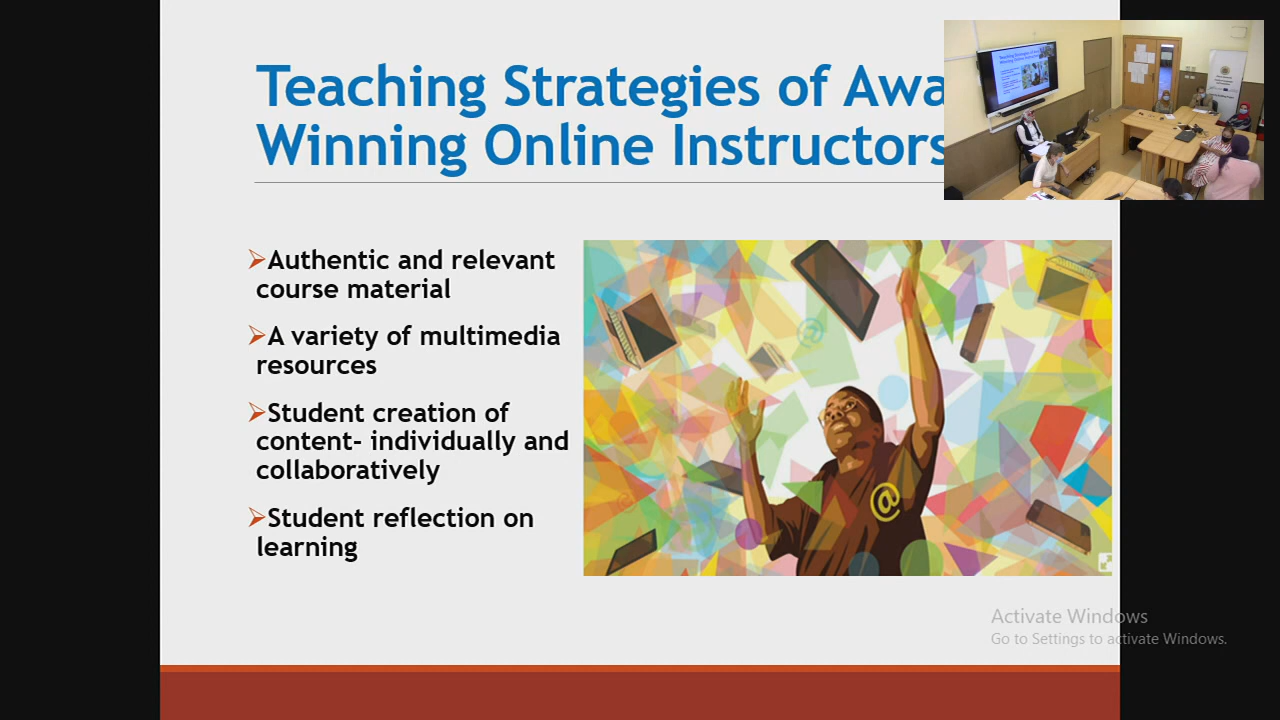 Teaching Strategies of Awa
Winning Online Instructors
➢Authentic and relevant
course material
➢A variety of multimedia
resources
➢Student creation of
content- individually and
collaboratively
➢Student reflection on
learning
@
@
Activate Windows
Go to Settings to activate Windows.